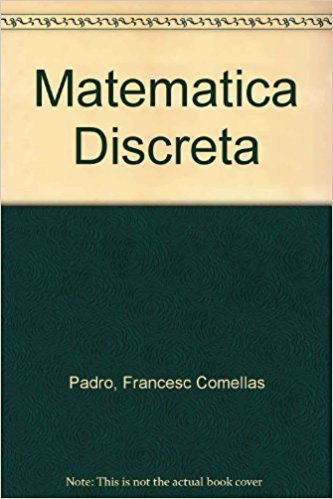 Matematica
Discreta
Padro, Francesc Comellas
Note: This is not the actual book cover